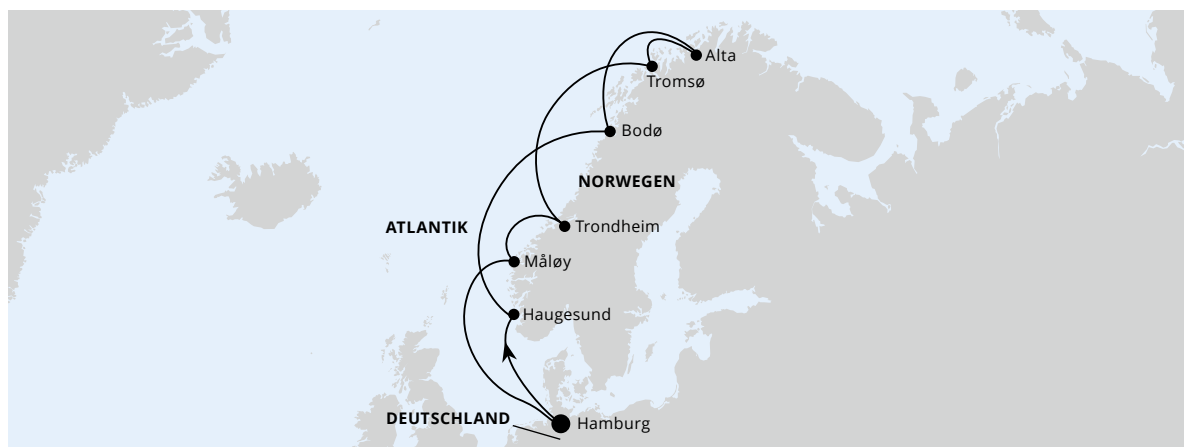 Alta
Tromsø
Bodø
NORWEGEN
ATLANTIK
Trondheim
Måløy
Haugesund
DEUTSCHLAND
Hamburg